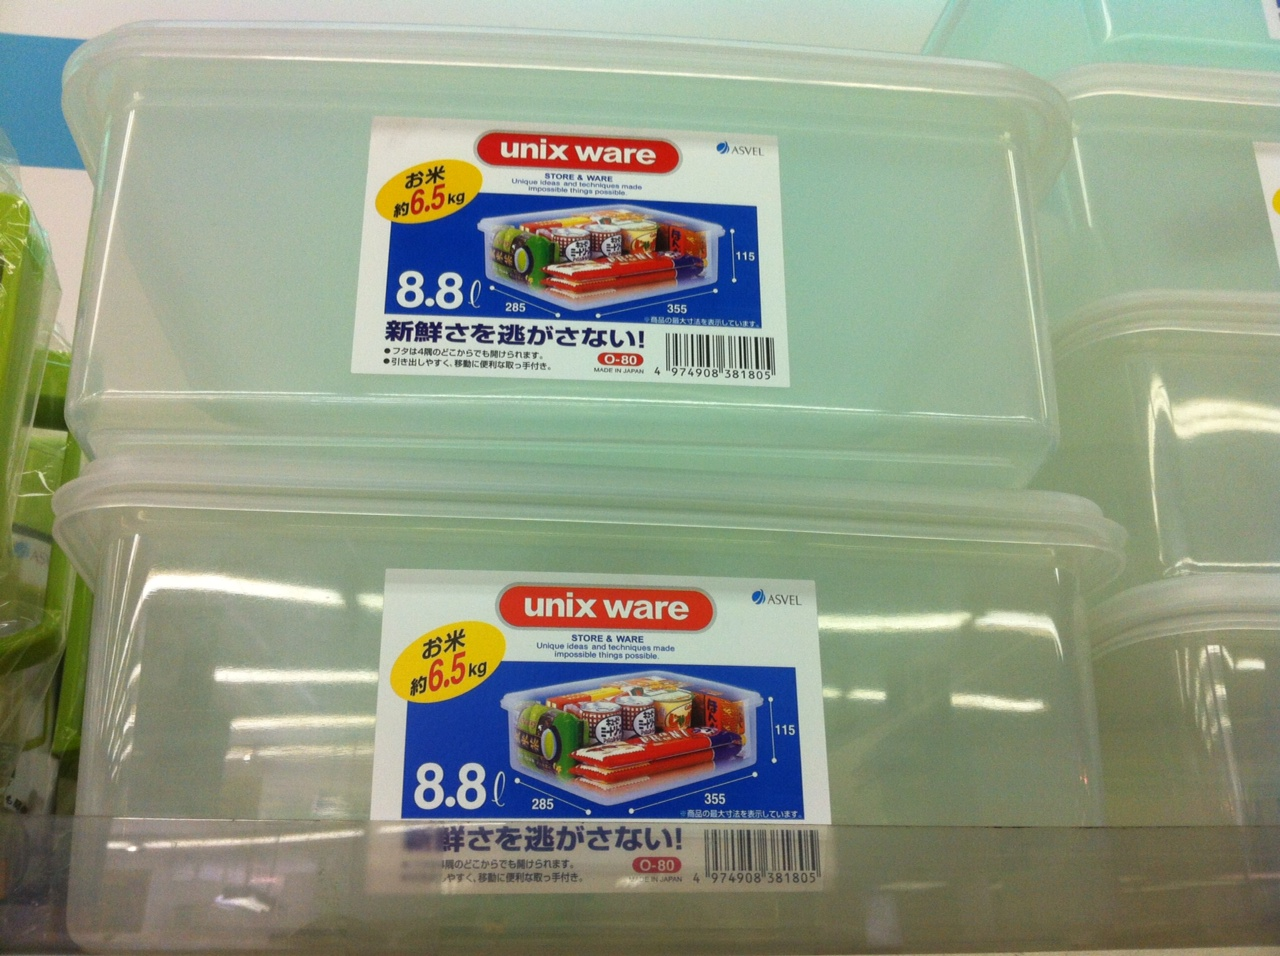 unix ware
ASVEL
STORE & WARE
Unique ideas and techniques made
impossible things possible.
お米
約6.5kg
115
8.8ℓ
285
355
※商品の最大寸法を表示しています。
新鮮さを逃がさない!
●フタは4隅のどこからでも開けられます。
●引き出しやすく、移動に便利な取っ手付き。
O-80
MADE IN JAPAN
4 974908 381805
unix ware
ASVEL
STORE & WARE
Unique ideas and techniques made
impossible things possible.
お米
約6.5kg
115
8.8ℓ
285
355
※商品の最大寸法を表示しています。
鮮さを逃がさない!
4隅のどこからでも開けられます。
しやすく、移動に便利な取っ手付き。
O-80
MADE IN JAPAN
4 974908 381805